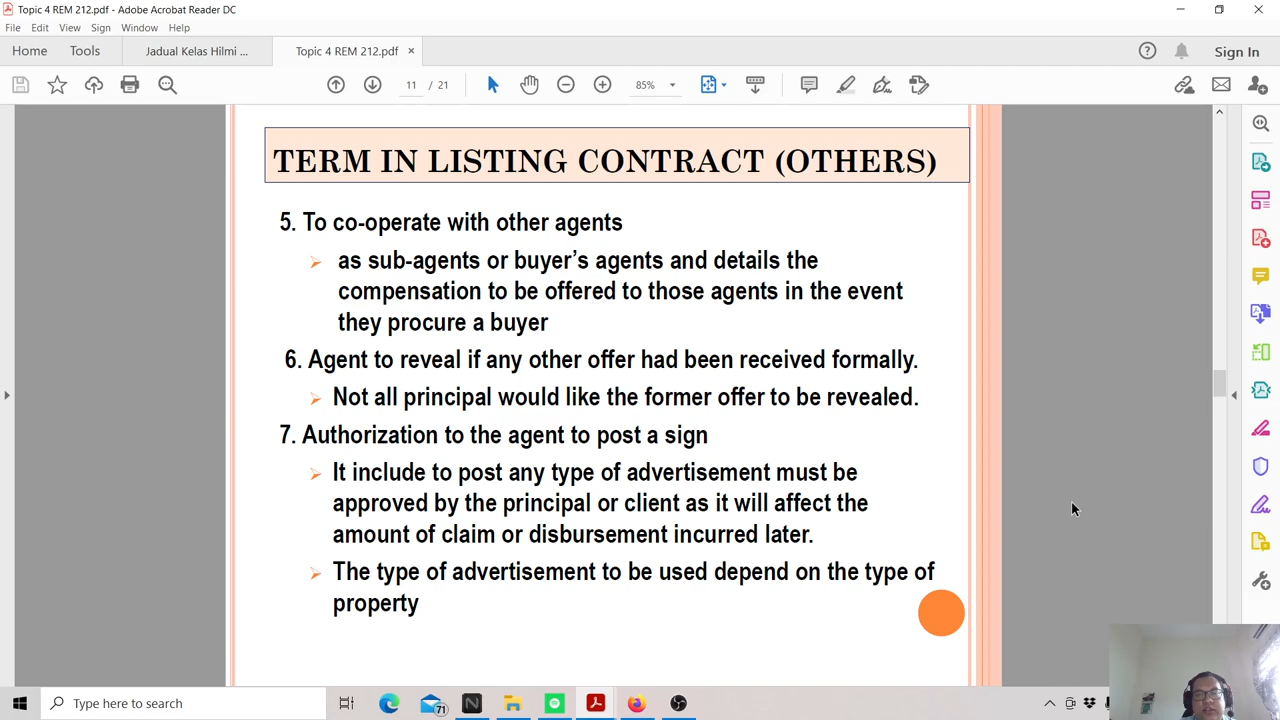 Topic 4 REM 212.pdf - Adobe Acrobat Reader DC
File Edit View Sign Window Help
Home Tools Jadual Kelas Hilmi ... Topic 4 REM 212.pdf × Sign In
11 / 21 85%
TERM IN LISTING CONTRACT (OTHERS)
5. To co-operate with other agents
as sub-agents or buyer’s agents and details the
compensation to be offered to those agents in the event
they procure a buyer
6. Agent to reveal if any other offer had been received formally.
Not all principal would like the former offer to be revealed.
7. Authorization to the agent to post a sign
It include to post any type of advertisement must be
approved by the principal or client as it will affect the
amount of claim or disbursement incurred later.
The type of advertisement to be used depend on the type of
property
Type here to search
71